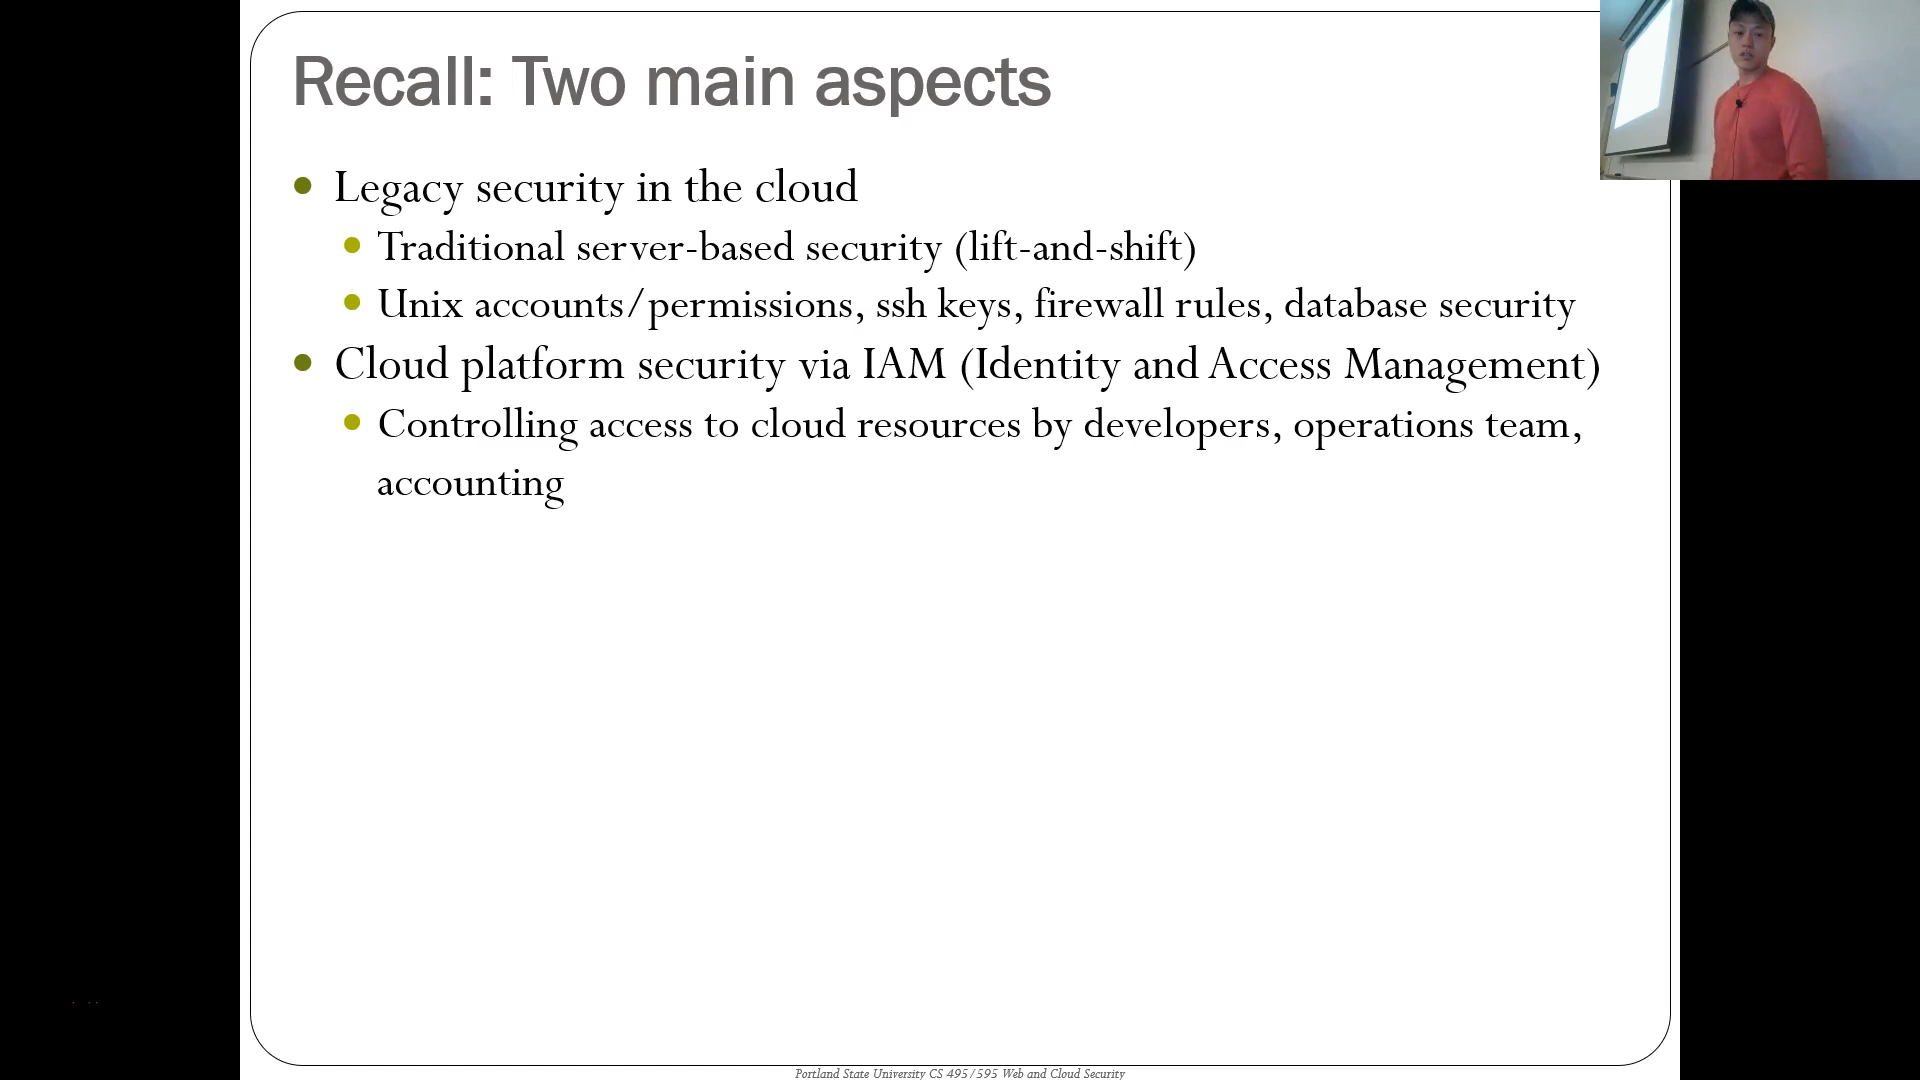 Recall: Two main aspects
Legacy security in the cloud
Traditional server-based security (lift-and-shift)
Unix accounts/permissions, ssh keys, firewall rules, database security
Cloud platform security via IAM (Identity and Access Management)
Controlling access to cloud resources by developers, operations team,
accounting
Portland State University CS 495/595 Web and Cloud Security